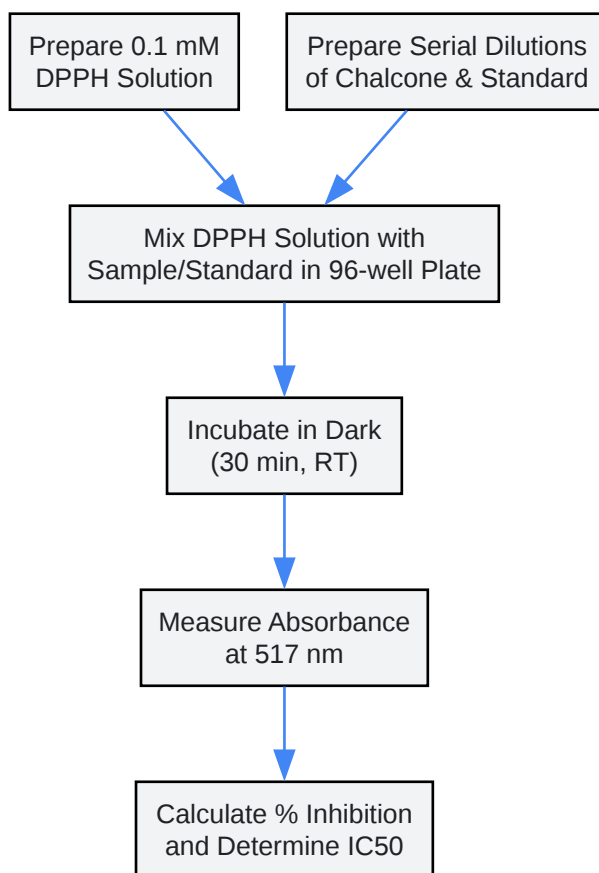 Prepare 0.1 mM
DPPH Solution
Prepare Serial Dilutions
of Chalcone & Standard
Mix DPPH Solution with
Sample/Standard in 96-well Plate
Incubate in Dark
(30 min, RT)
Measure Absorbance
at 517 nm
Calculate % Inhibition
and Determine IC50